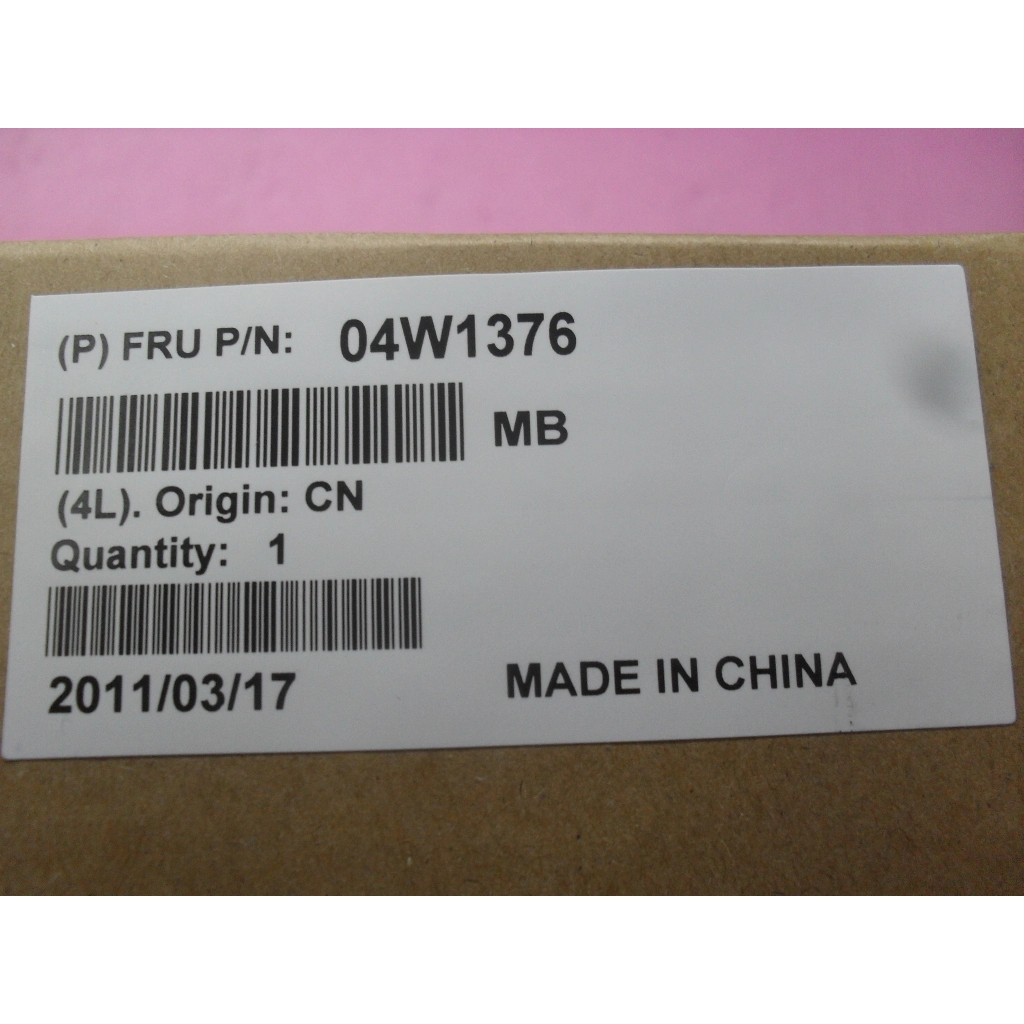 (P) FRU P/N: 04W1376
MB
(4L). Origin: CN
Quantity: 1
2011/03/17
MADE IN CHINA